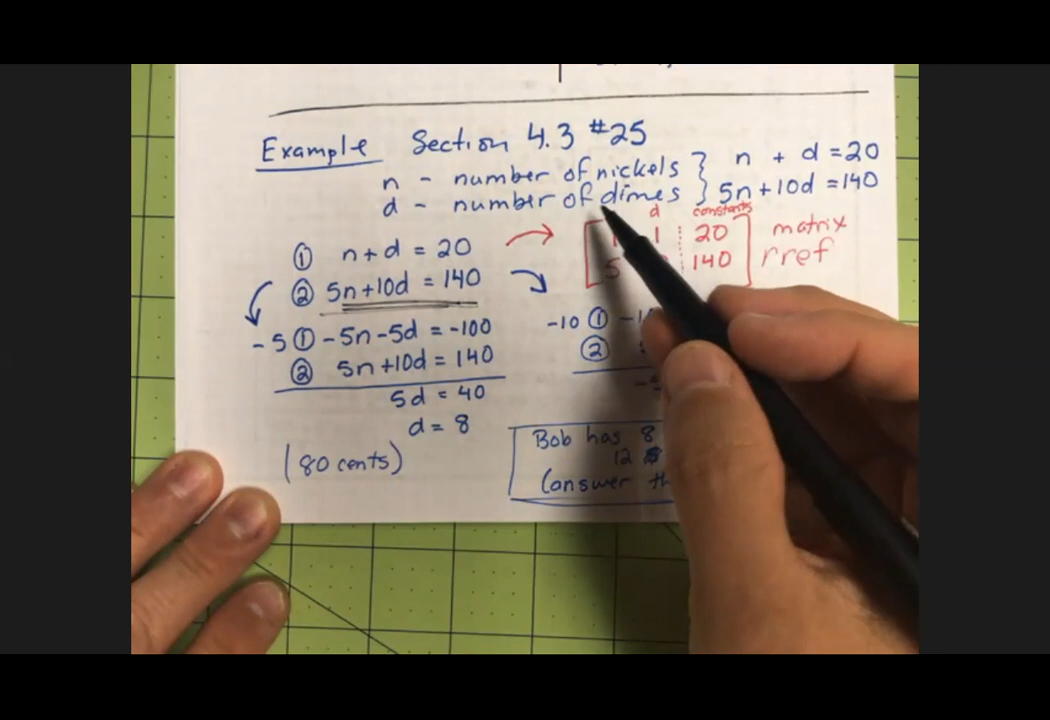 Example Section 4.3 #25
n - number of nickels } n + d = 20
d - number of dimes } 5n + 10d = 140
d constants
1 20 matrix
5 140 rref
① n + d = 20
② 5n + 10d = 140
-5 ① -5n - 5d = -100
② 5n + 10d = 140
5d = 40
d = 8
(80 cents)
-10 ①
②
Bob has 8
12
(answer